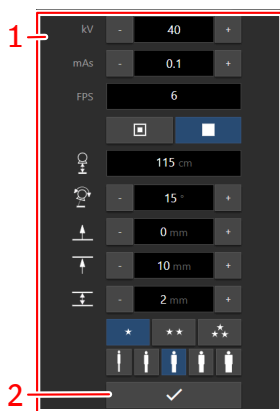 1
kV - 40 +
mAs - 0.1 +
FPS 6
115 cm
- 15 ° +
- 0 mm +
- 10 mm +
- 2 mm +
2